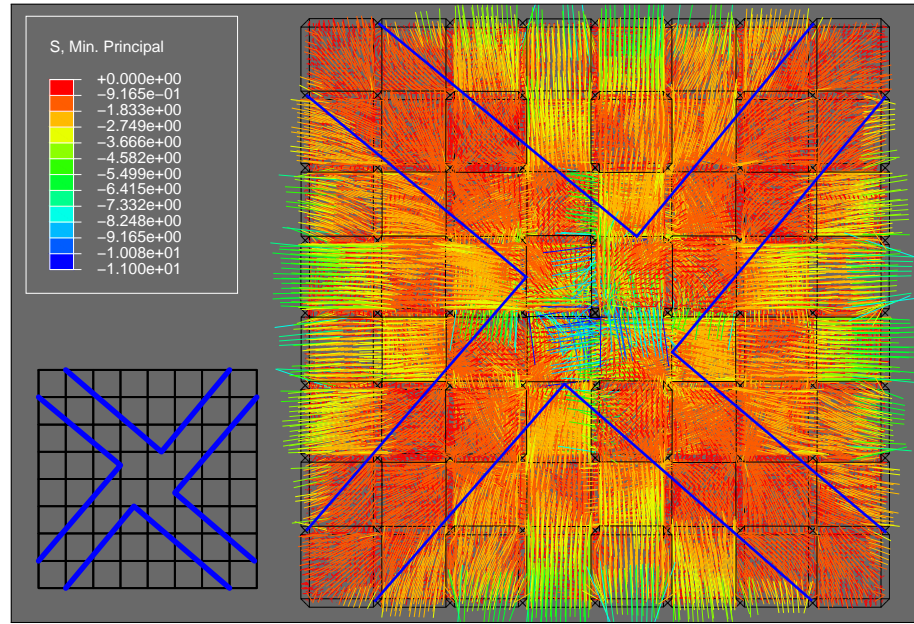 S, Min. Principal
+0.000e+00
−9.165e−01
−1.833e+00
−2.749e+00
−3.666e+00
−4.582e+00
−5.499e+00
−6.415e+00
−7.332e+00
−8.248e+00
−9.165e+00
−1.008e+01
−1.100e+01